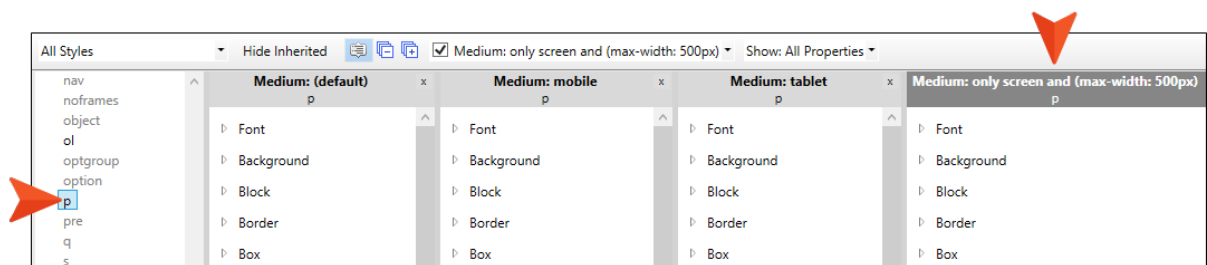 All Styles Hide Inherited Medium: only screen and (max-width: 500px) Show: All Properties
nav
noframes
object
ol
optgroup
option
p
pre
q
s
Medium: (default) x
p
Font
Background
Block
Border
Box
Medium: mobile x
p
Font
Background
Block
Border
Box
Medium: tablet x
p
Font
Background
Block
Border
Box
Medium: only screen and (max-width: 500px)
p
Font
Background
Block
Border
Box